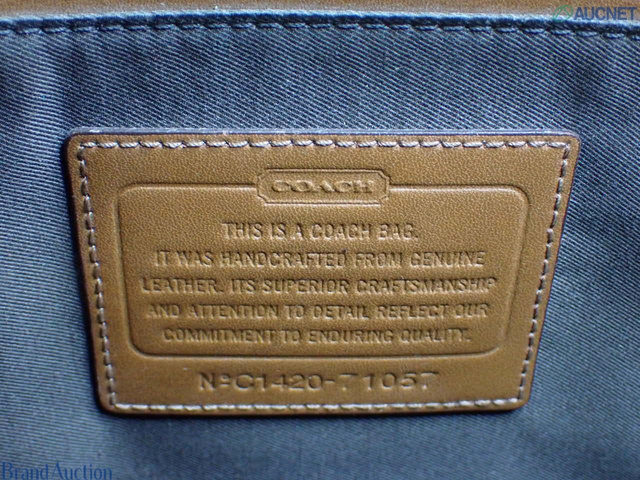 AUCNET
COACH
THIS IS A COACH BAG.
IT WAS HANDCRAFTED FROM GENUINE
LEATHER. ITS SUPERIOR CRAFTSMANSHIP
AND ATTENTION TO DETAIL REFLECT OUR
COMMITMENT TO ENDURING QUALITY.
NºC1420-71057
BrandAuction